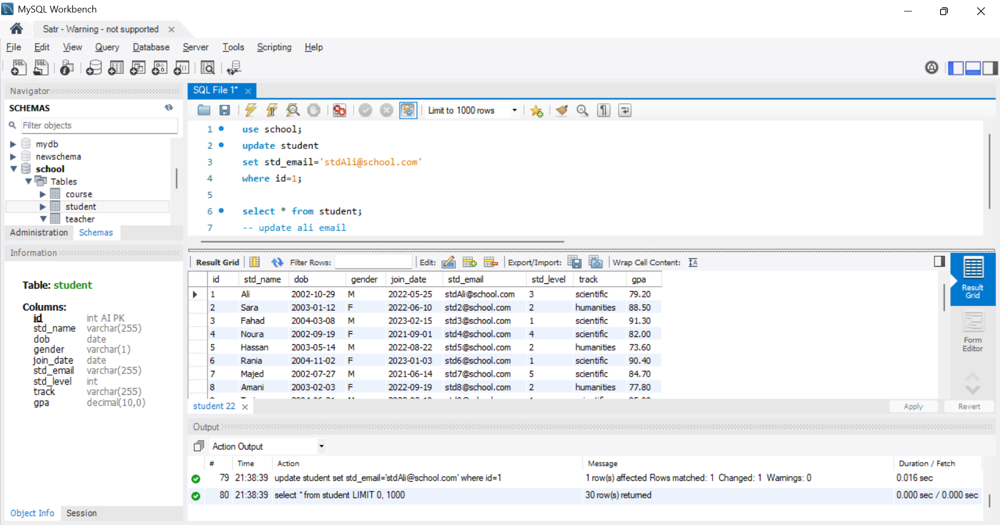 MySQL Workbench
Satr - Warning - not supported
File Edit View Query Database Server Tools Scripting Help
Navigator
SCHEMAS
Filter objects
mydb
newschema
school
Tables
course
student
teacher
Administration Schemas
Information
Table: student
Columns:
id int AI PK
std_name varchar(255)
dob date
gender varchar(1)
join_date date
std_email varchar(255)
std_level int
track varchar(255)
gpa decimal(10,0)
Object Info Session
SQL File 1*
Limit to 1000 rows
1 use school;
2 update student
3 set std_email='stdAli@school.com'
4 where id=1;
5
6 select * from student;
7 -- update ali email
Result Grid Filter Rows: Edit: Export/Import: Wrap Cell Content:
id std_name dob gender join_date std_email std_level track gpa
1 Ali 2002-10-29 M 2022-05-25 stdAli@school.com 3 scientific 79.20
2 Sara 2003-01-12 F 2022-06-10 std2@school.com 2 humanities 88.50
3 Fahad 2004-03-08 M 2023-02-15 std3@school.com 1 scientific 91.30
4 Noura 2002-09-19 F 2021-09-01 std4@school.com 4 scientific 82.00
5 Hassan 2003-05-14 M 2022-08-22 std5@school.com 2 humanities 73.60
6 Rania 2004-11-02 F 2023-01-03 std6@school.com 1 scientific 90.40
7 Majed 2002-07-27 M 2021-06-14 std7@school.com 5 scientific 84.70
8 Amani 2003-02-03 F 2022-09-19 std8@school.com 2 humanities 77.80
Result
Grid
Form
Editor
student 22
Apply Revert
Output
Action Output
# Time Action Message Duration / Fetch
79 21:38:39 update student set std_email='stdAli@school.com' where id=1 1 row(s) affected Rows matched: 1 Changed: 1 Warnings: 0 0.016 sec
80 21:38:39 select * from student LIMIT 0, 1000 30 row(s) returned 0.000 sec / 0.000 sec